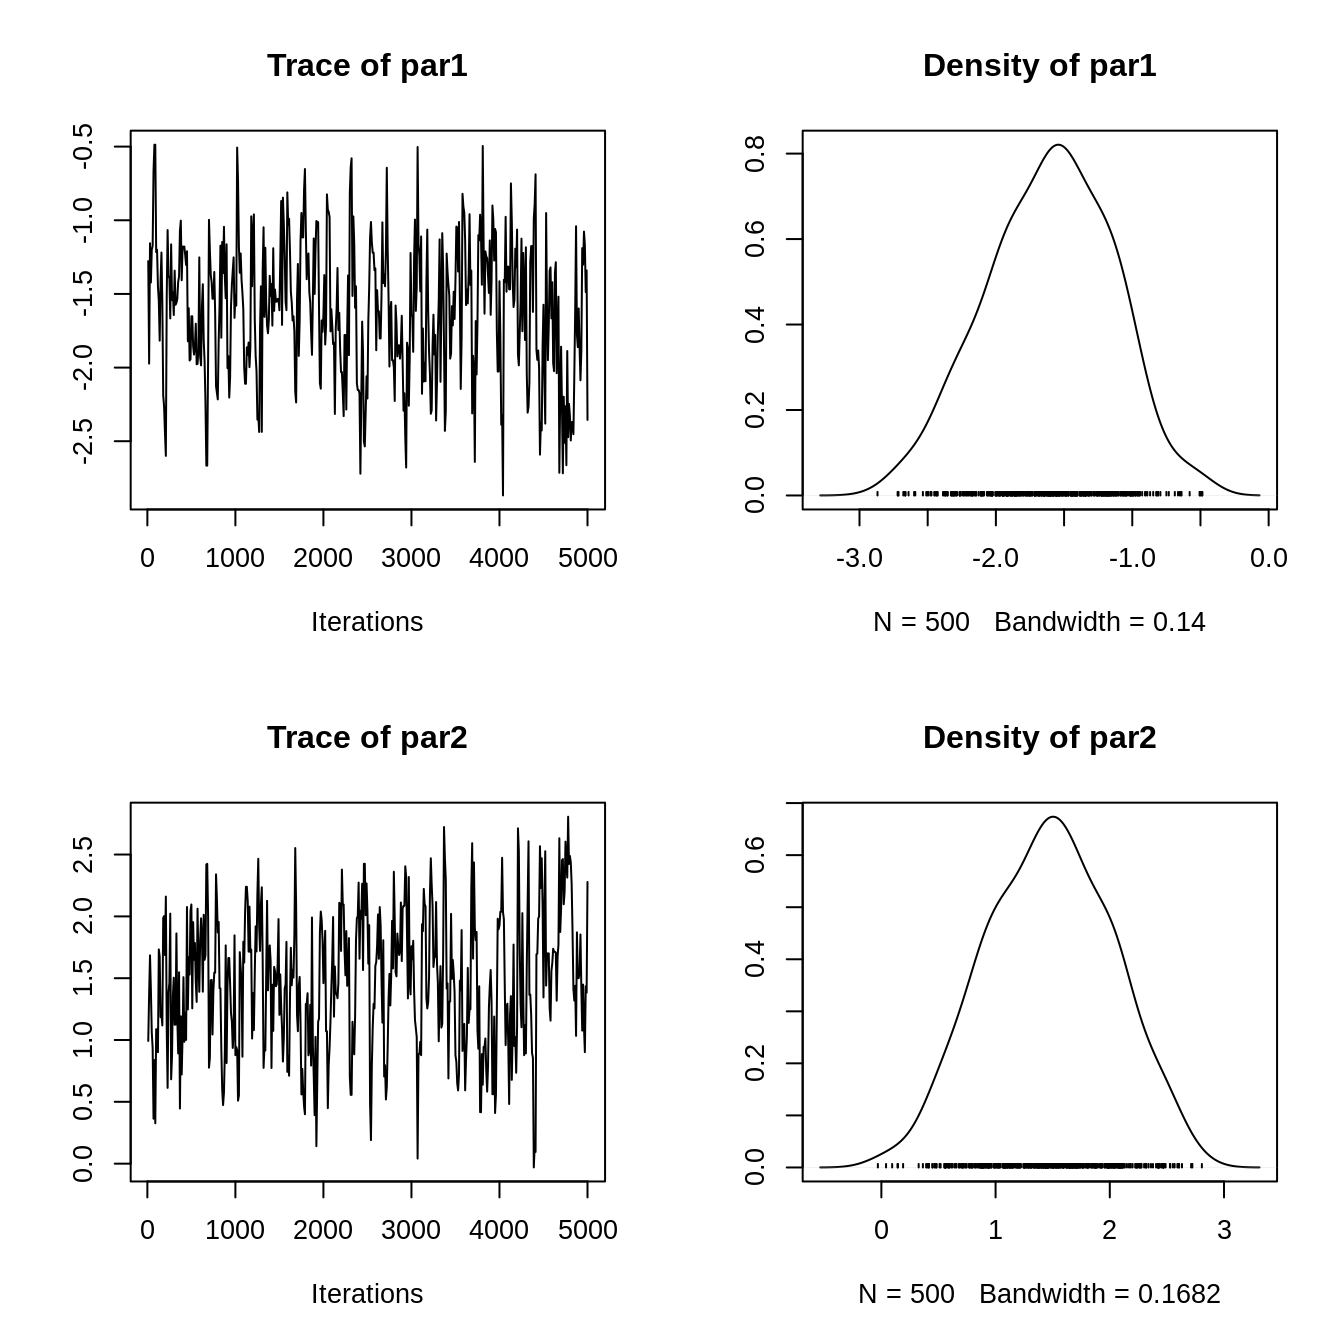 Trace of par1
-0.5
-1.0
-1.5
-2.0
-2.5
0 1000 2000 3000 4000 5000
Iterations
Density of par1
0.8
0.6
0.4
0.2
0.0
-3.0 -2.0 -1.0 0.0
N = 500 Bandwidth = 0.14
Trace of par2
2.5
2.0
1.5
1.0
0.5
0.0
0 1000 2000 3000 4000 5000
Iterations
Density of par2
0.6
0.4
0.2
0.0
0 1 2 3
N = 500 Bandwidth = 0.1682